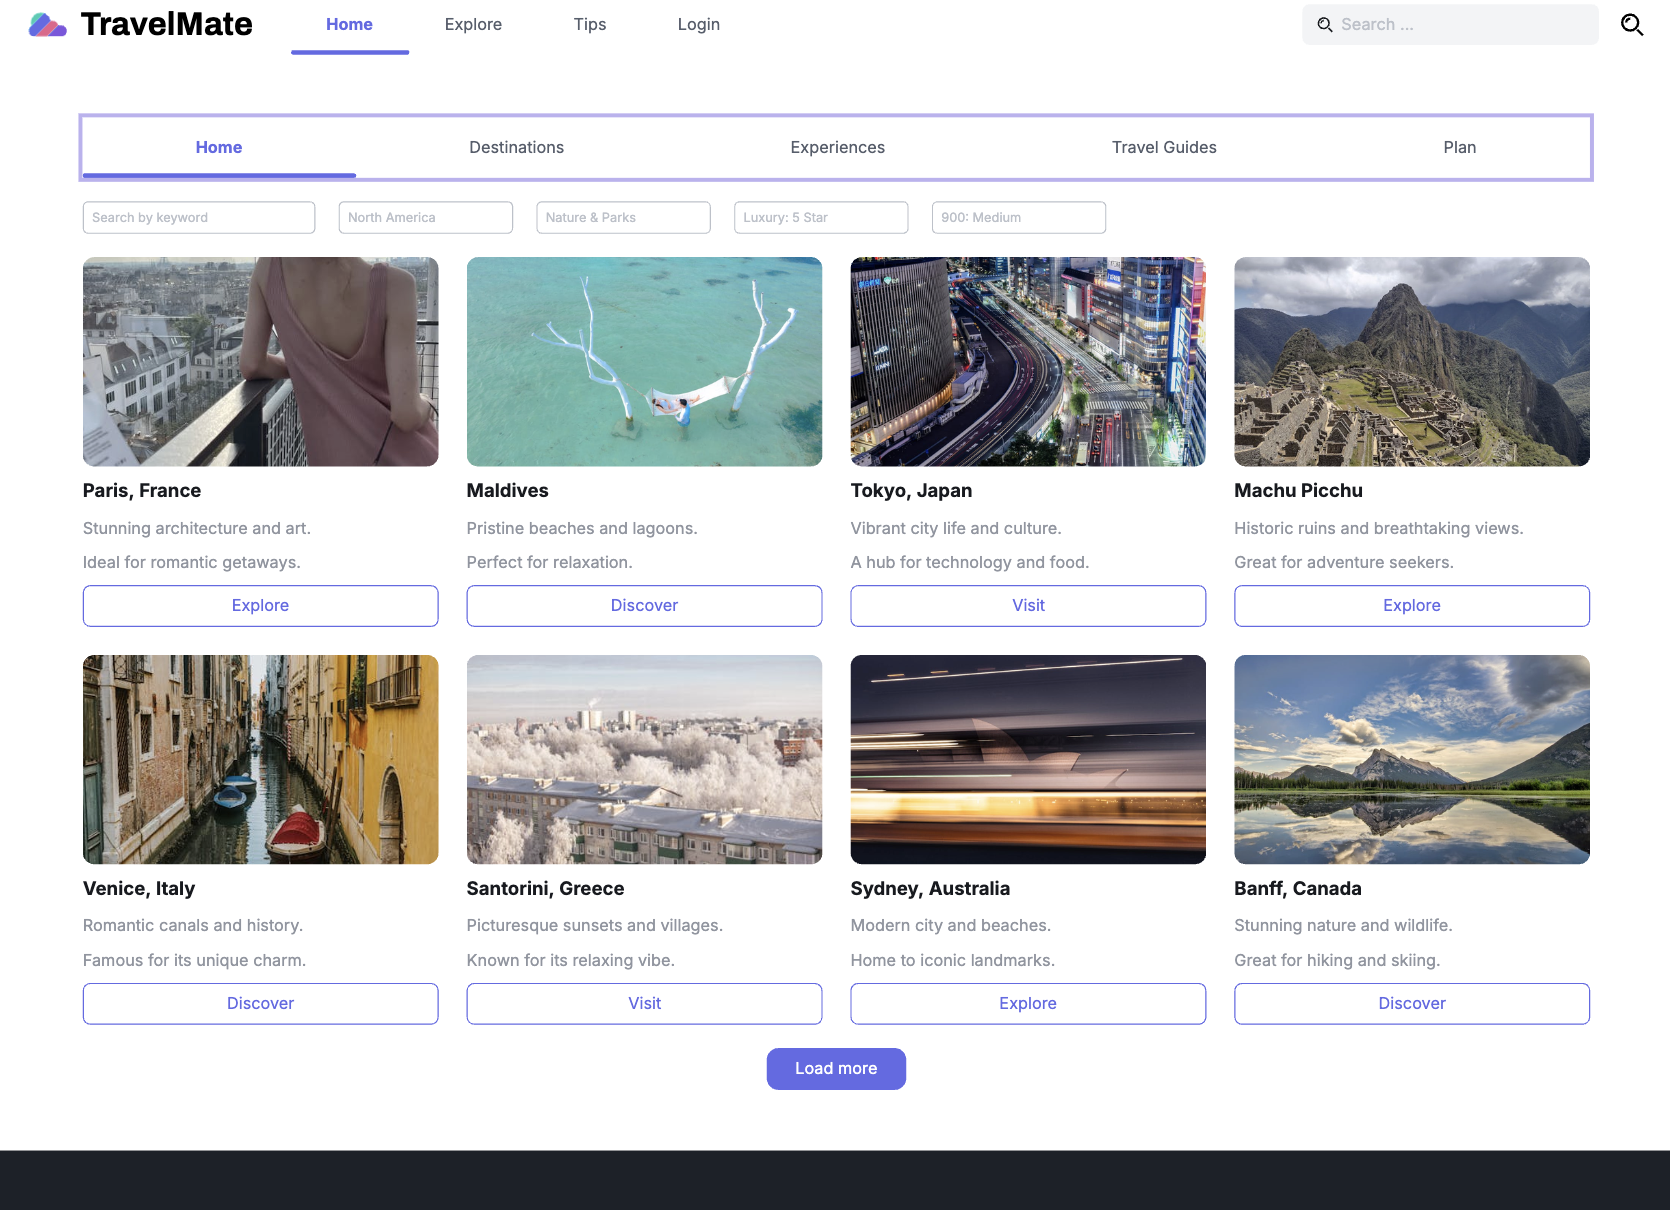 TravelMate
Home
Explore
Tips
Login
Search ...
Home
Destinations
Experiences
Travel Guides
Plan
Search by keyword
North America
Nature & Parks
Luxury: 5 Star
900: Medium
Paris, France
Stunning architecture and art.
Ideal for romantic getaways.
Explore
Maldives
Pristine beaches and lagoons.
Perfect for relaxation.
Discover
Tokyo, Japan
Vibrant city life and culture.
A hub for technology and food.
Visit
Machu Picchu
Historic ruins and breathtaking views.
Great for adventure seekers.
Explore
Venice, Italy
Romantic canals and history.
Famous for its unique charm.
Discover
Santorini, Greece
Picturesque sunsets and villages.
Known for its relaxing vibe.
Visit
Sydney, Australia
Modern city and beaches.
Home to iconic landmarks.
Explore
Banff, Canada
Stunning nature and wildlife.
Great for hiking and skiing.
Discover
Load more